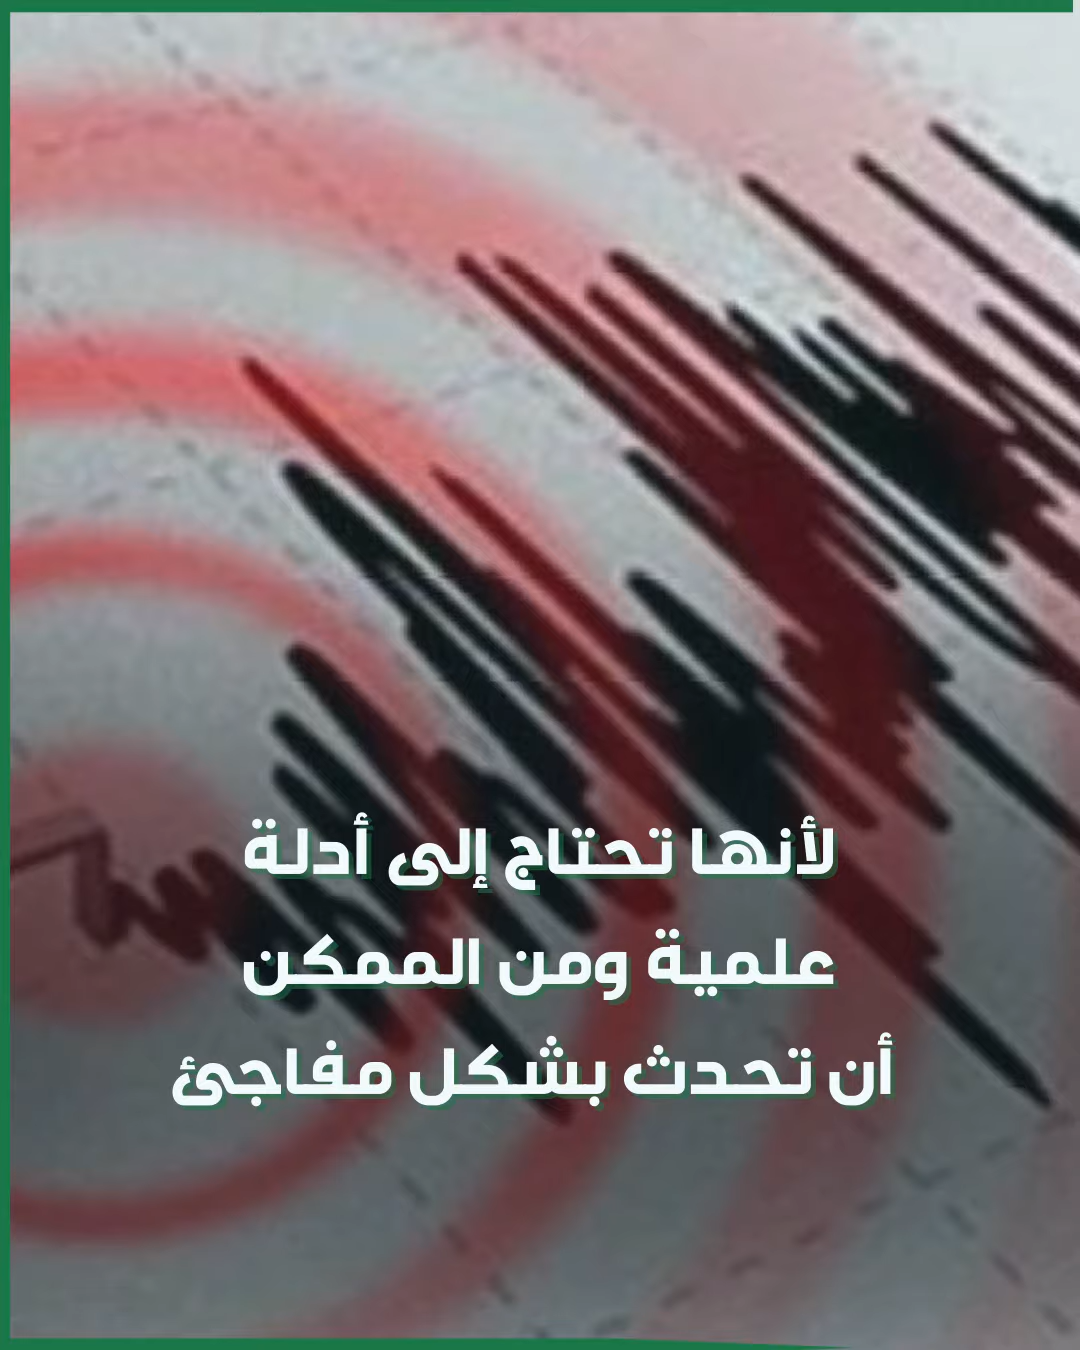 لأنها تحتاج إلى أدلة
علمية ومن الممكن
أن تحدث بشكل مفاجئ